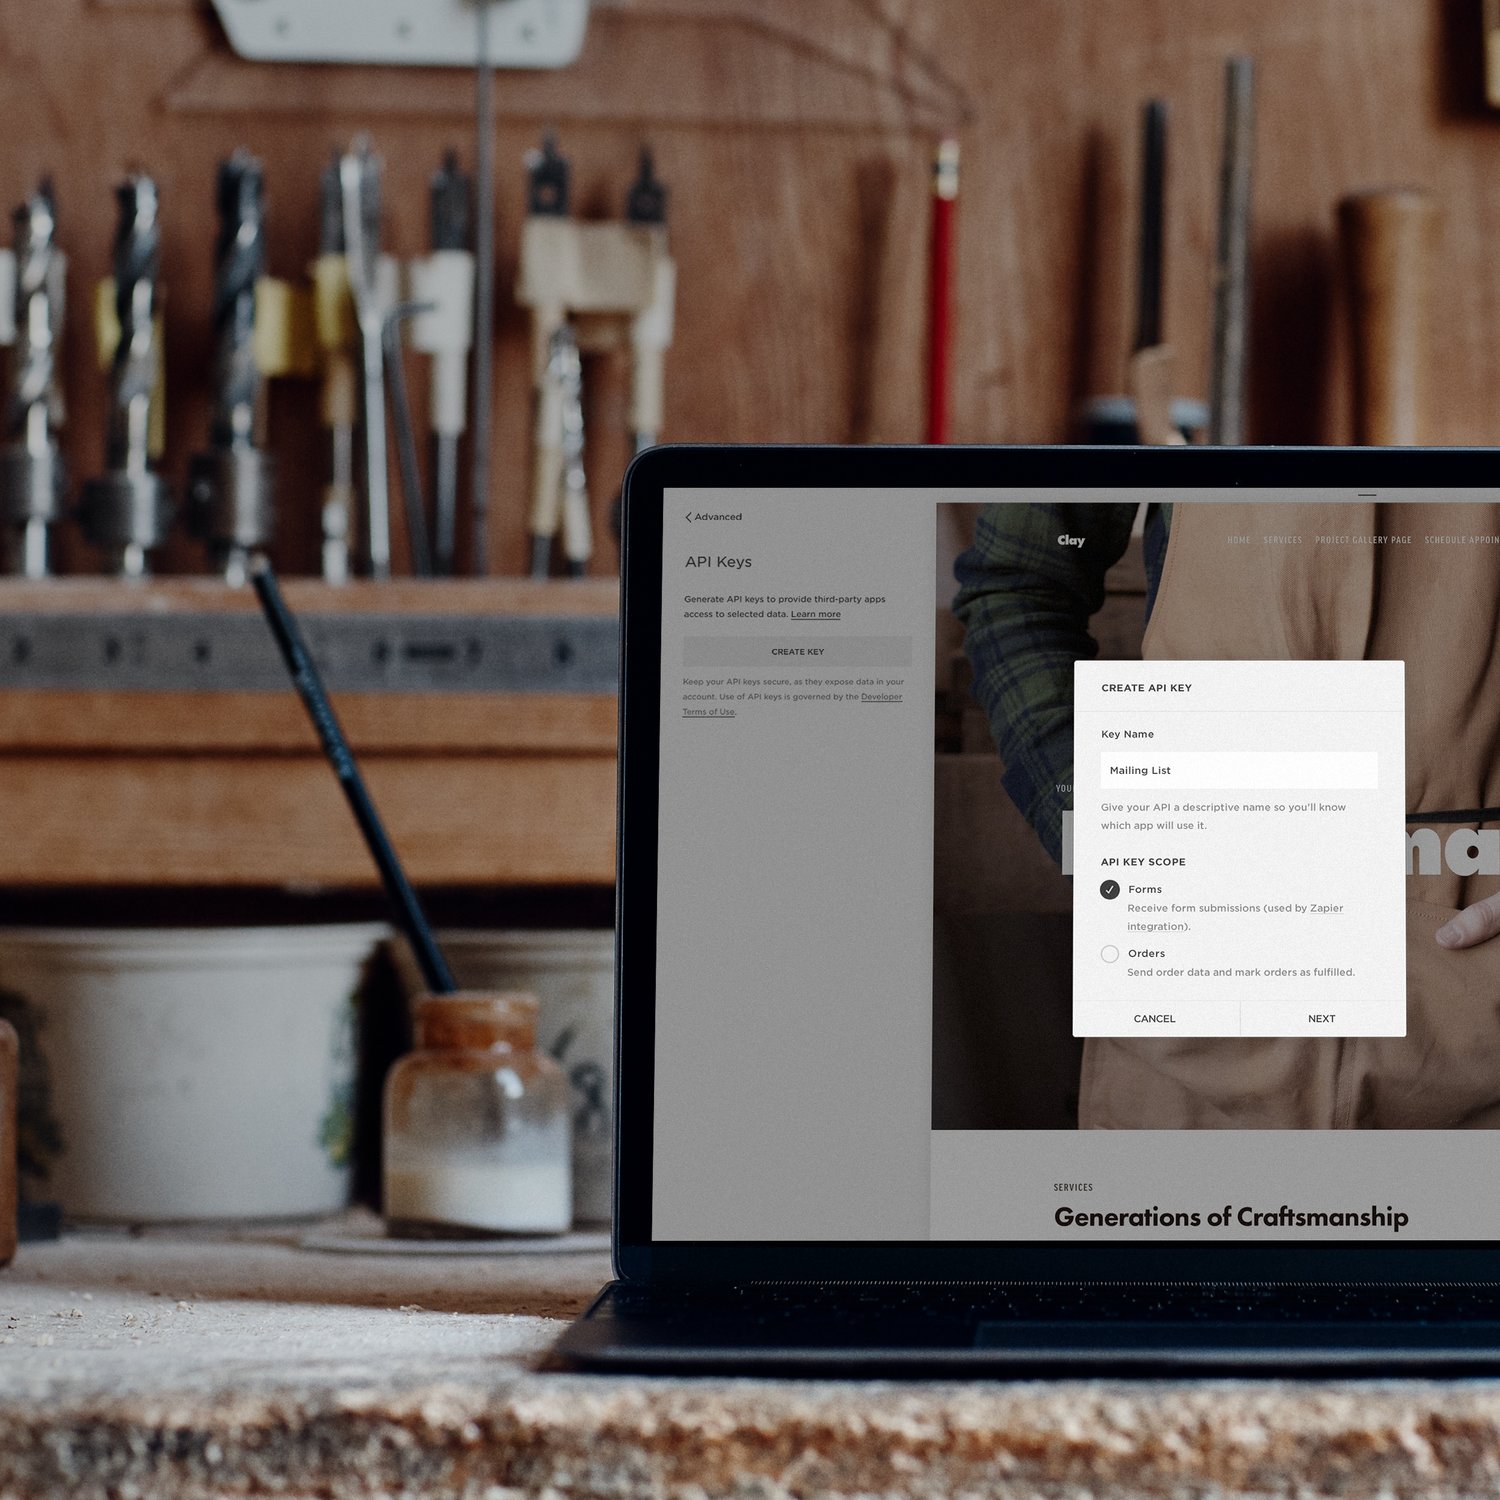 Advanced
API Keys
Generate API keys to provide third-party apps
access to selected data. Learn more
CREATE KEY
Keep your API keys secure, as they expose data in your
account. Use of API keys is governed by the Developer
Terms of Use.
Clay
HOME SERVICES PROJECT GALLERY PAGE SCHEDULE APPOIN
YOU
ma
CREATE API KEY
Key Name
Mailing List
Give your API a descriptive name so you'll know
which app will use it.
API KEY SCOPE
Forms
Receive form submissions (used by Zapier
integration).
Orders
Send order data and mark orders as fulfilled.
CANCEL NEXT
SERVICES
Generations of Craftsmanship